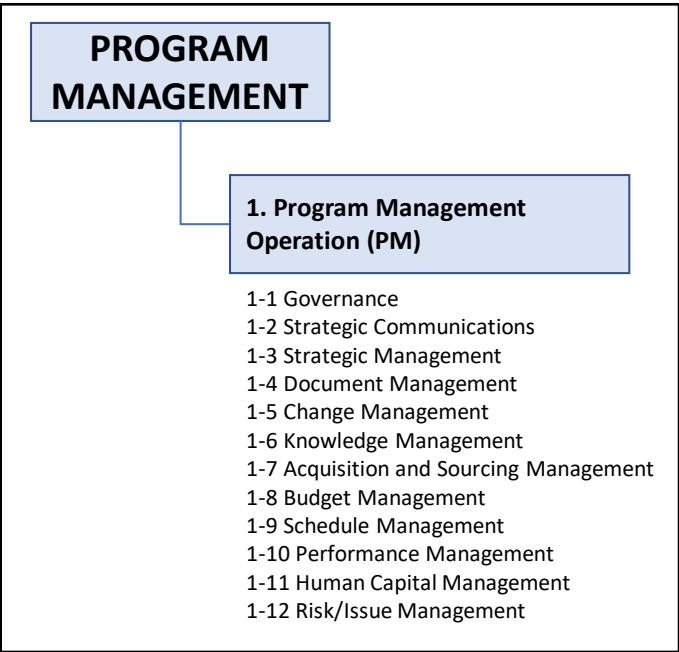 PROGRAM
MANAGEMENT
1. Program Management
Operation (PM)
1-1 Governance
1-2 Strategic Communications
1-3 Strategic Management
1-4 Document Management
1-5 Change Management
1-6 Knowledge Management
1-7 Acquisition and Sourcing Management
1-8 Budget Management
1-9 Schedule Management
1-10 Performance Management
1-11 Human Capital Management
1-12 Risk/Issue Management